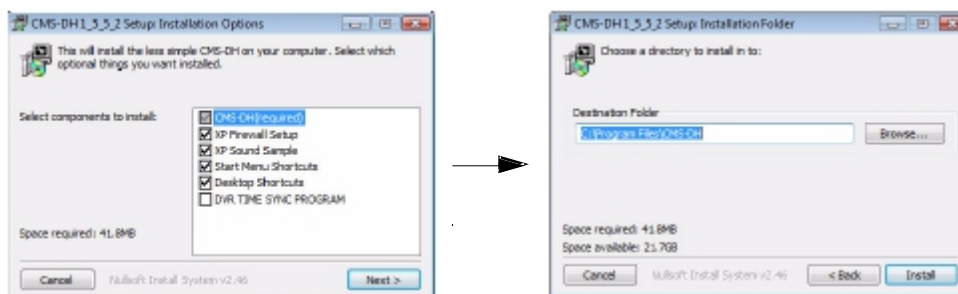 CMS-DH1_5_5_2 Setup: Installation Options
This will install the less simple CMS-DH on your computer. Select which
optional things you want installed.
Select components to install:
CMS-DH(required)
XP Firewall Setup
XP Sound Sample
Start Menu Shortcuts
Desktop Shortcuts
DVR TIME SYNC PROGRAM
Space required: 41.8MB
Cancel
Nullsoft Install System v2.46
Next >
CMS-DH1_5_5_2 Setup: Installation Folder
Choose a directory to install in to:
Destination Folder
C:\Program Files\CMS-DH
Browse...
Space required: 41.8MB
Space available: 21.7GB
Cancel
Nullsoft Install System v2.46
< Back
Install